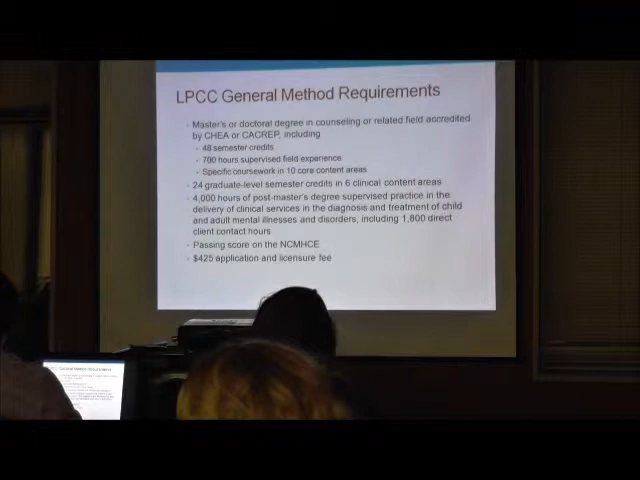 LPCC General Method Requirements
Master's or doctoral degree in counseling or related field accredited
by CHEA or CACREP, including
48 semester credits
700 hours supervised field experience
Specific coursework in 10 core content areas
24 graduate-level semester credits in 6 clinical content areas
4,000 hours of post-master's degree supervised practice in the
delivery of clinical services in the diagnosis and treatment of child
and adult mental illnesses and disorders, including 1,800 direct
client contact hours
Passing score on the NCMHCE
$425 application and licensure fee
LPCC General Method Requirements